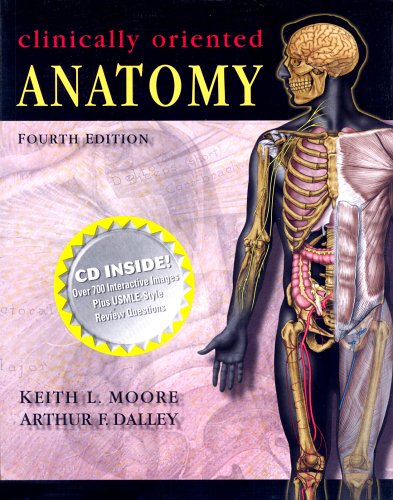 clinically oriented
ANATOMY
FOURTH EDITION
CD INSIDE!
Over 700 Interactive Images
Plus USMLE-Style
Review Questions
KEITH L. MOORE
ARTHUR F. DALLEY